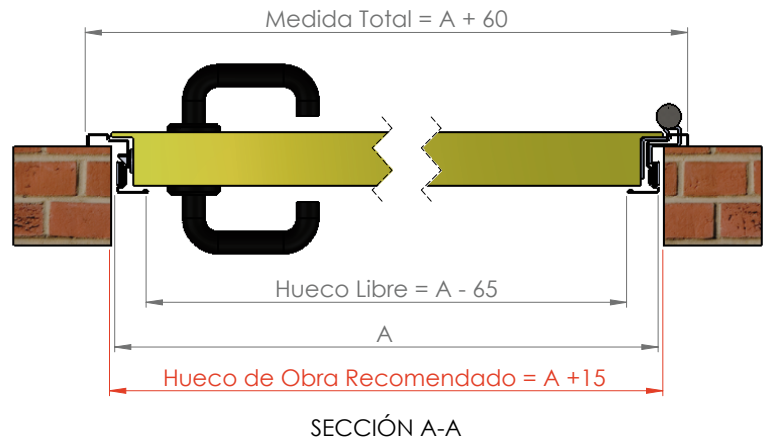 Medida Total = A + 60
Hueco Libre = A - 65
A
Hueco de Obra Recomendado = A +15
SECCIÓN A-A